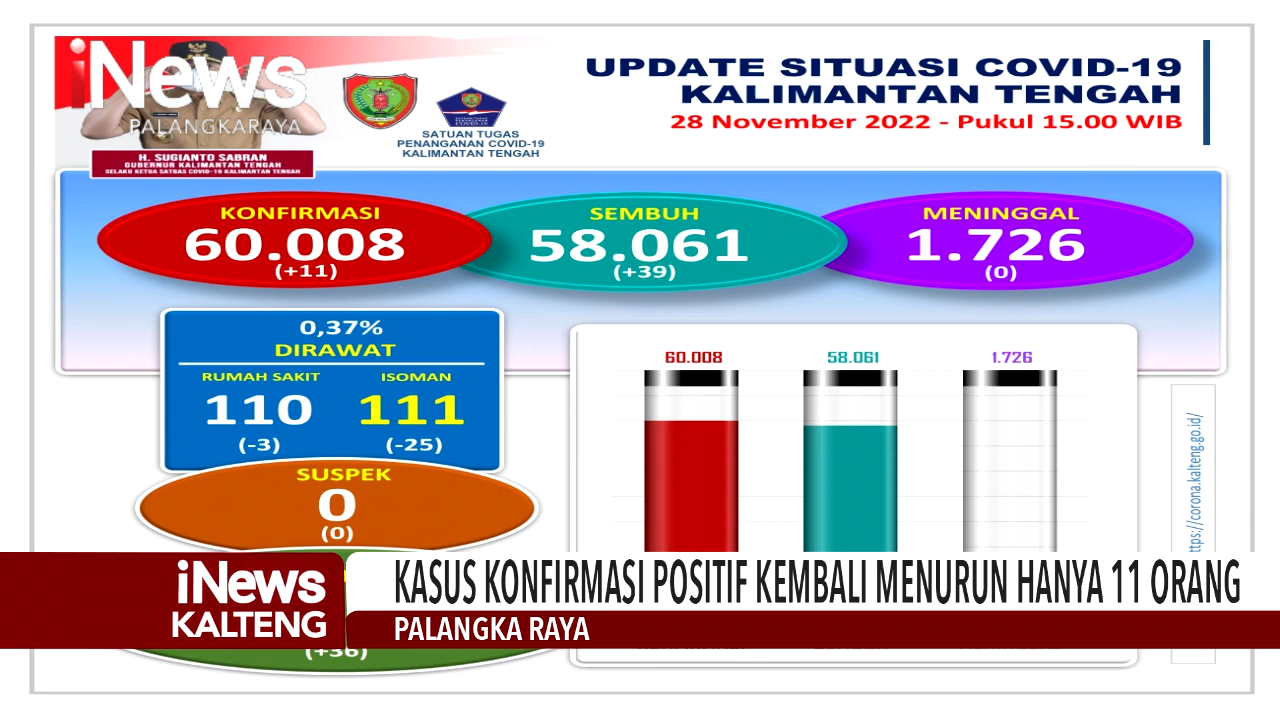 iNews
PALANGKARAYA
H. SUGIANTO SABRAN
GUBERNUR KALIMANTAN TENGAH
SELAKU KETUA SATGAS COVID-19 KALIMANTAN TENGAH
SATUAN TUGAS
PENANGANAN COVID-19
KALIMANTAN TENGAH
UPDATE SITUASI COVID-19
KALIMANTAN TENGAH
28 November 2022 - Pukul 15.00 WIB
KONFIRMASI
60.008
(+11)
SEMBUH
58.061
(+39)
MENINGGAL
1.726
(0)
0,37%
DIRAWAT
RUMAH SAKIT ISOMAN
110 111
(-3) (-25)
SUSPEK
0
(0)
60.008 58.061 1.726
ttps://corona.kalteng.go.id/
iNews
KALTENG
KASUS KONFIRMASI POSITIF KEMBALI MENURUN HANYA 11 ORANG
PALANGKA RAYA
(+36)